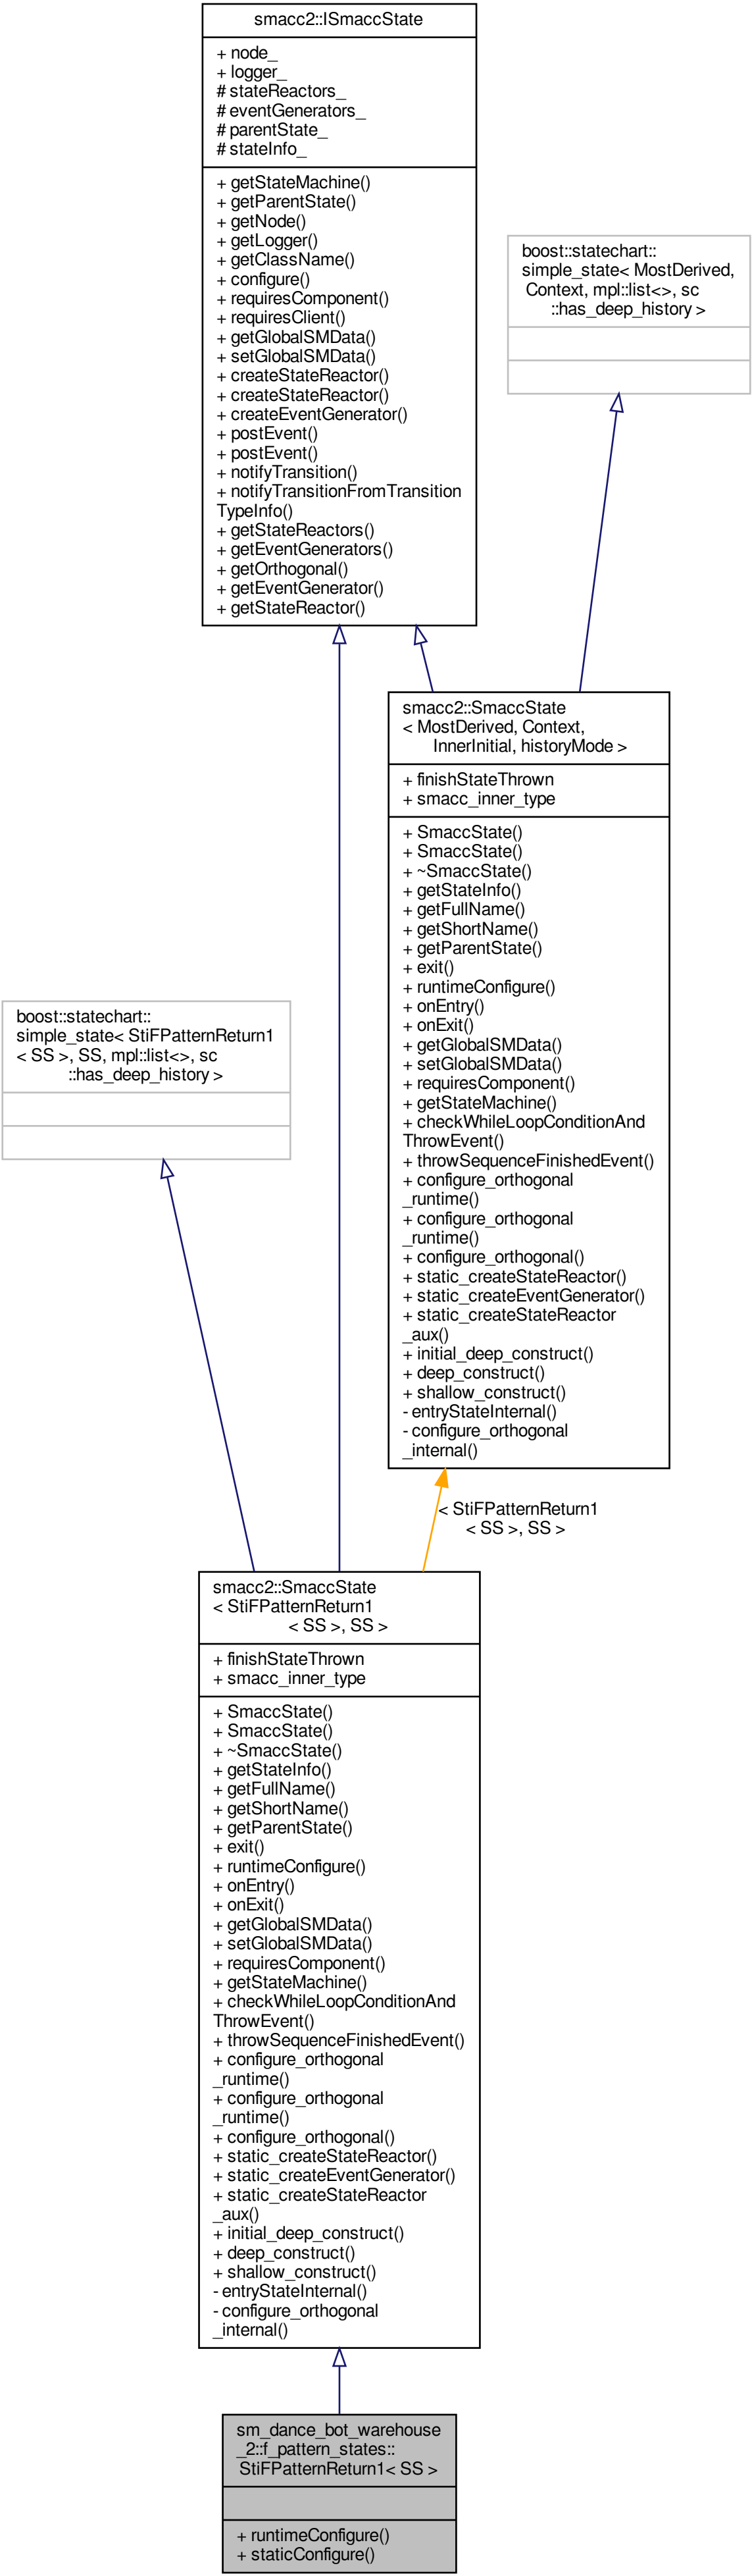 smacc2::ISmaccState
+ node_
+ logger_
# stateReactors_
# eventGenerators_
# parentState_
# stateInfo_
+ getStateMachine()
+ getParentState()
+ getNode()
+ getLogger()
+ getClassName()
+ configure()
+ requiresComponent()
+ requiresClient()
+ getGlobalSMData()
+ setGlobalSMData()
+ createStateReactor()
+ createStateReactor()
+ createEventGenerator()
+ postEvent()
+ postEvent()
+ notifyTransition()
+ notifyTransitionFromTransition
TypeInfo()
+ getStateReactors()
+ getEventGenerators()
+ getOrthogonal()
+ getEventGenerator()
+ getStateReactor()
boost::statechart::
simple_state< MostDerived,
Context, mpl::list<>, sc
::has_deep_history >
smacc2::SmaccState
< MostDerived, Context,
InnerInitial, historyMode >
+ finishStateThrown
+ smacc_inner_type
+ SmaccState()
+ SmaccState()
+ ~SmaccState()
+ getStateInfo()
+ getFullName()
+ getShortName()
+ getParentState()
+ exit()
+ runtimeConfigure()
+ onEntry()
+ onExit()
+ getGlobalSMData()
+ setGlobalSMData()
+ requiresComponent()
+ getStateMachine()
+ checkWhileLoopConditionAnd
ThrowEvent()
+ throwSequenceFinishedEvent()
+ configure_orthogonal
_runtime()
+ configure_orthogonal
_runtime()
+ configure_orthogonal()
+ static_createStateReactor()
+ static_createEventGenerator()
+ static_createStateReactor
_aux()
+ initial_deep_construct()
+ deep_construct()
+ shallow_construct()
- entryStateInternal()
- configure_orthogonal
_internal()
boost::statechart::
simple_state< StiFPatternReturn1
< SS >, SS, mpl::list<>, sc
::has_deep_history >
< StiFPatternReturn1
< SS >, SS >
smacc2::SmaccState
< StiFPatternReturn1
< SS >, SS >
+ finishStateThrown
+ smacc_inner_type
+ SmaccState()
+ SmaccState()
+ ~SmaccState()
+ getStateInfo()
+ getFullName()
+ getShortName()
+ getParentState()
+ exit()
+ runtimeConfigure()
+ onEntry()
+ onExit()
+ getGlobalSMData()
+ setGlobalSMData()
+ requiresComponent()
+ getStateMachine()
+ checkWhileLoopConditionAnd
ThrowEvent()
+ throwSequenceFinishedEvent()
+ configure_orthogonal
_runtime()
+ configure_orthogonal
_runtime()
+ configure_orthogonal()
+ static_createStateReactor()
+ static_createEventGenerator()
+ static_createStateReactor
_aux()
+ initial_deep_construct()
+ deep_construct()
+ shallow_construct()
- entryStateInternal()
- configure_orthogonal
_internal()
sm_dance_bot_warehouse
_2::f_pattern_states::
StiFPatternReturn1< SS >
+ runtimeConfigure()
+ staticConfigure()